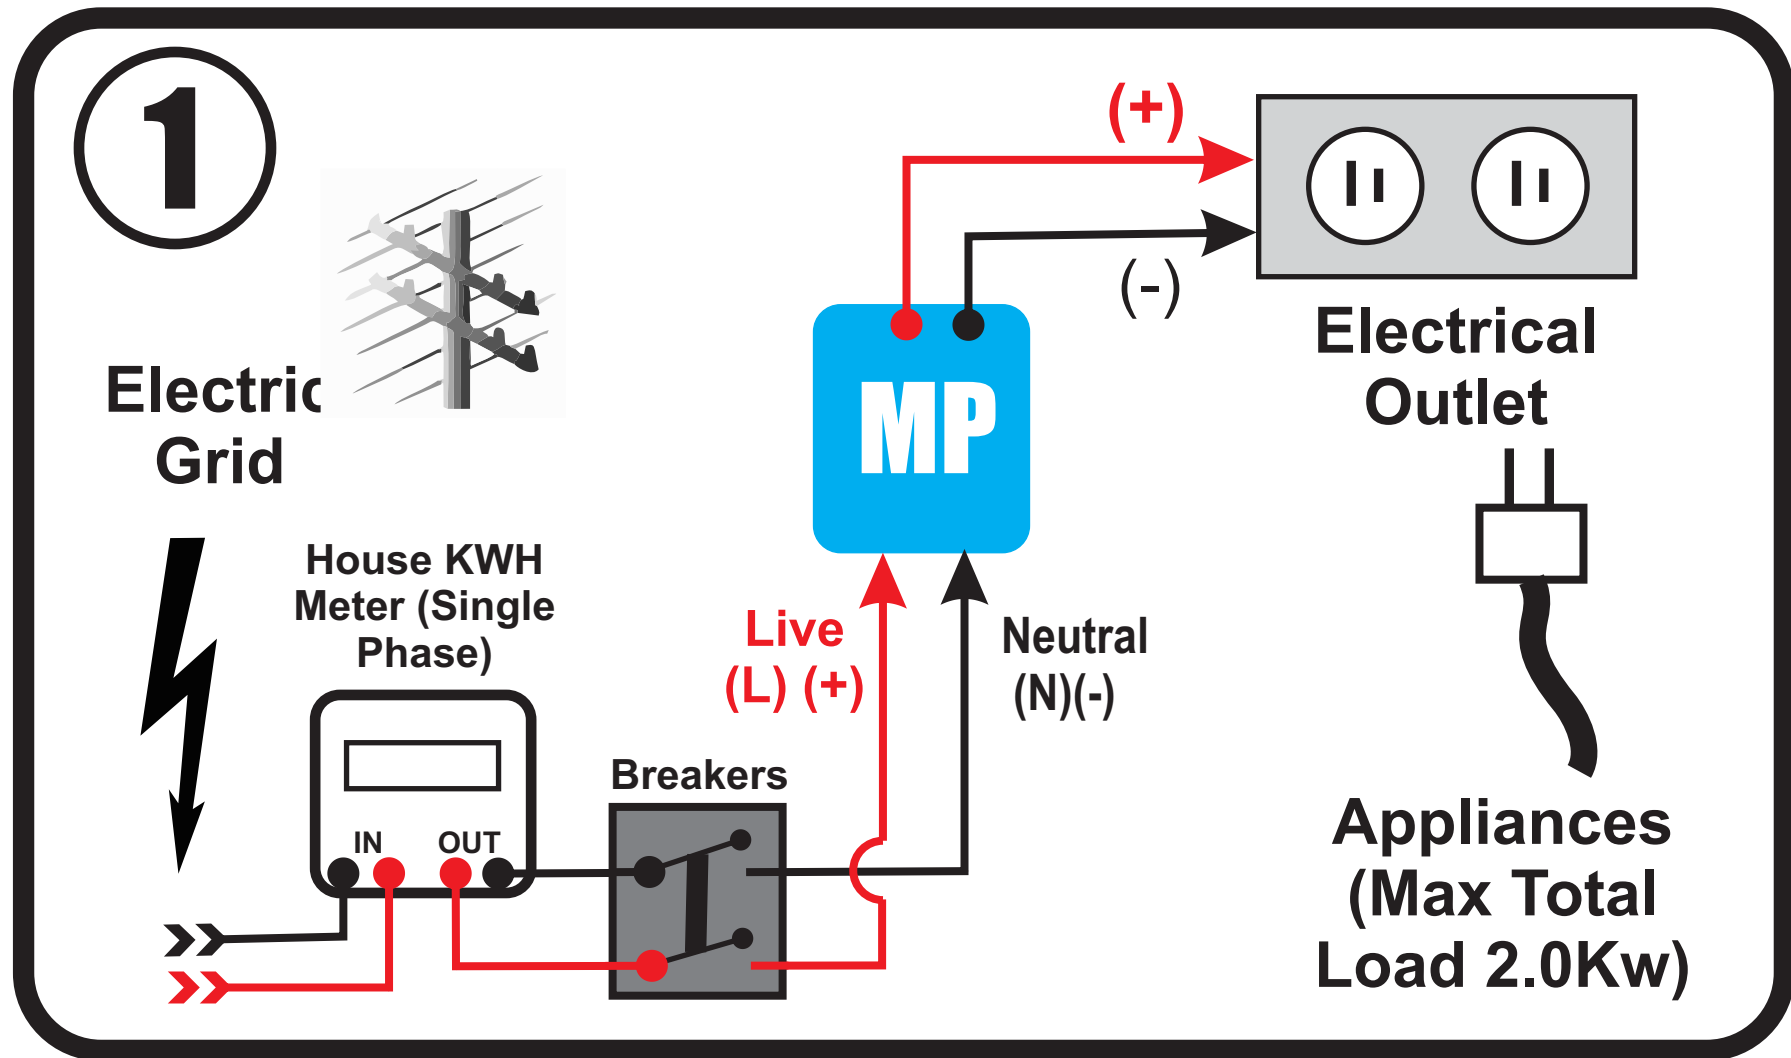 1
Electric
Grid
House KWH
Meter (Single
Phase)
IN
OUT
Breakers
Live
(L) (+)
Neutral
(N)(-)
MP
(+)
(-)
Electrical
Outlet
Appliances
(Max Total
Load 2.0Kw)